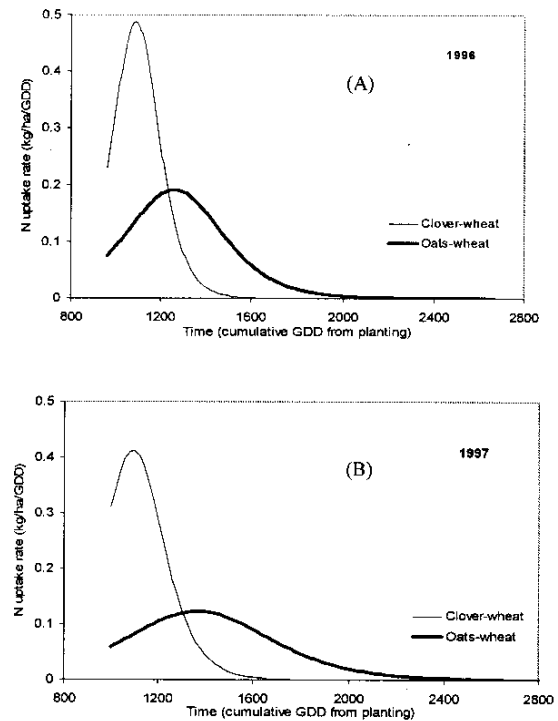 0.5
1996
(A)
0.4
0.3
0.2
0.1
0
N uptake rate (kg/ha/GDD)
Clover-wheat
Oats-wheat
800 1200 1600 2000 2400 2800
Time (cumulative GDD from planting)
0.5
1997
(B)
0.4
0.3
0.2
0.1
0
N uptake rate (kg/ha/GDD)
Clover-wheat
Oats-wheat
800 1200 1600 2000 2400 2800
Time (cumulative GDD from planting)